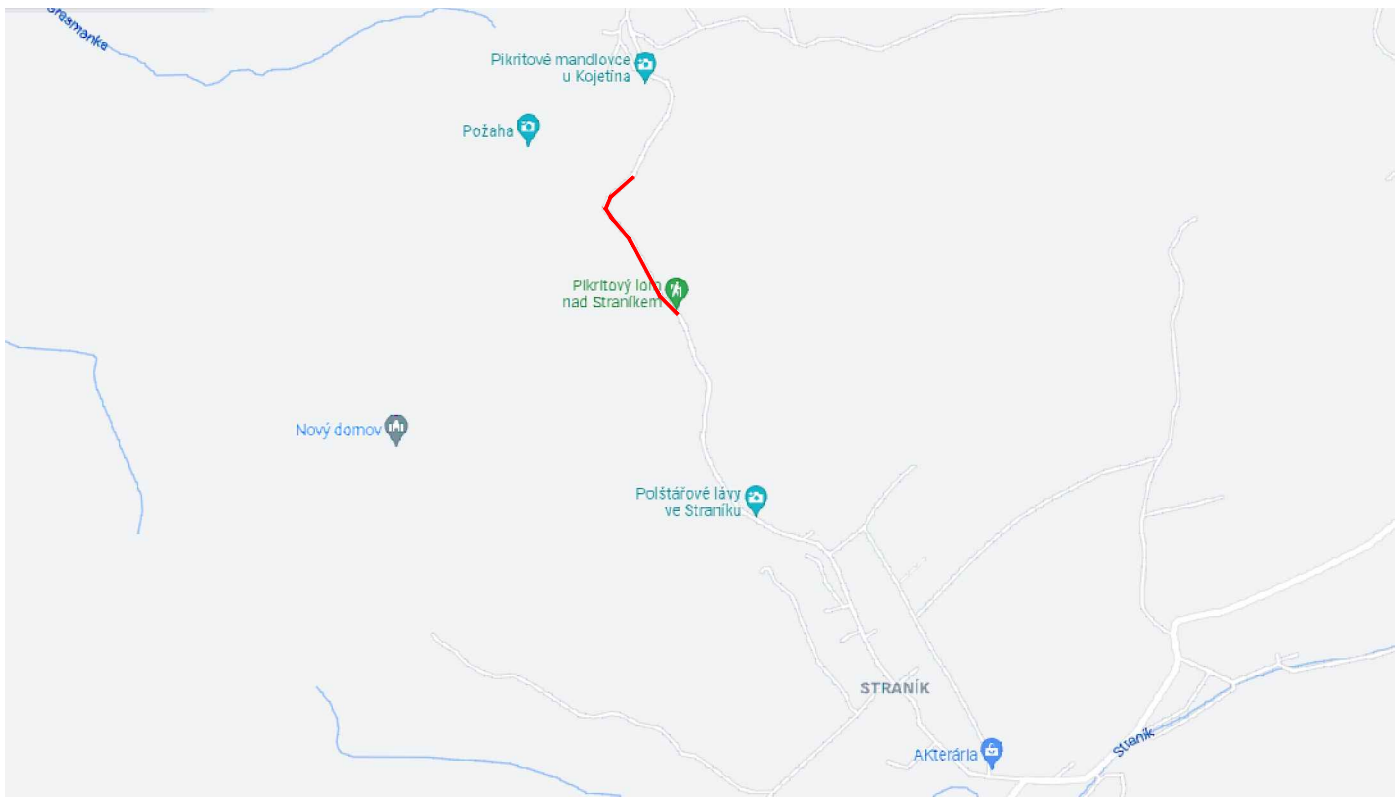 Pikritové mandlovce
u Kojetína
Požaha
Pikritový lom
nad Straníkem
Nový domov
Polštářové lávy
ve Straníku
STRANÍK
AKterária
Straník